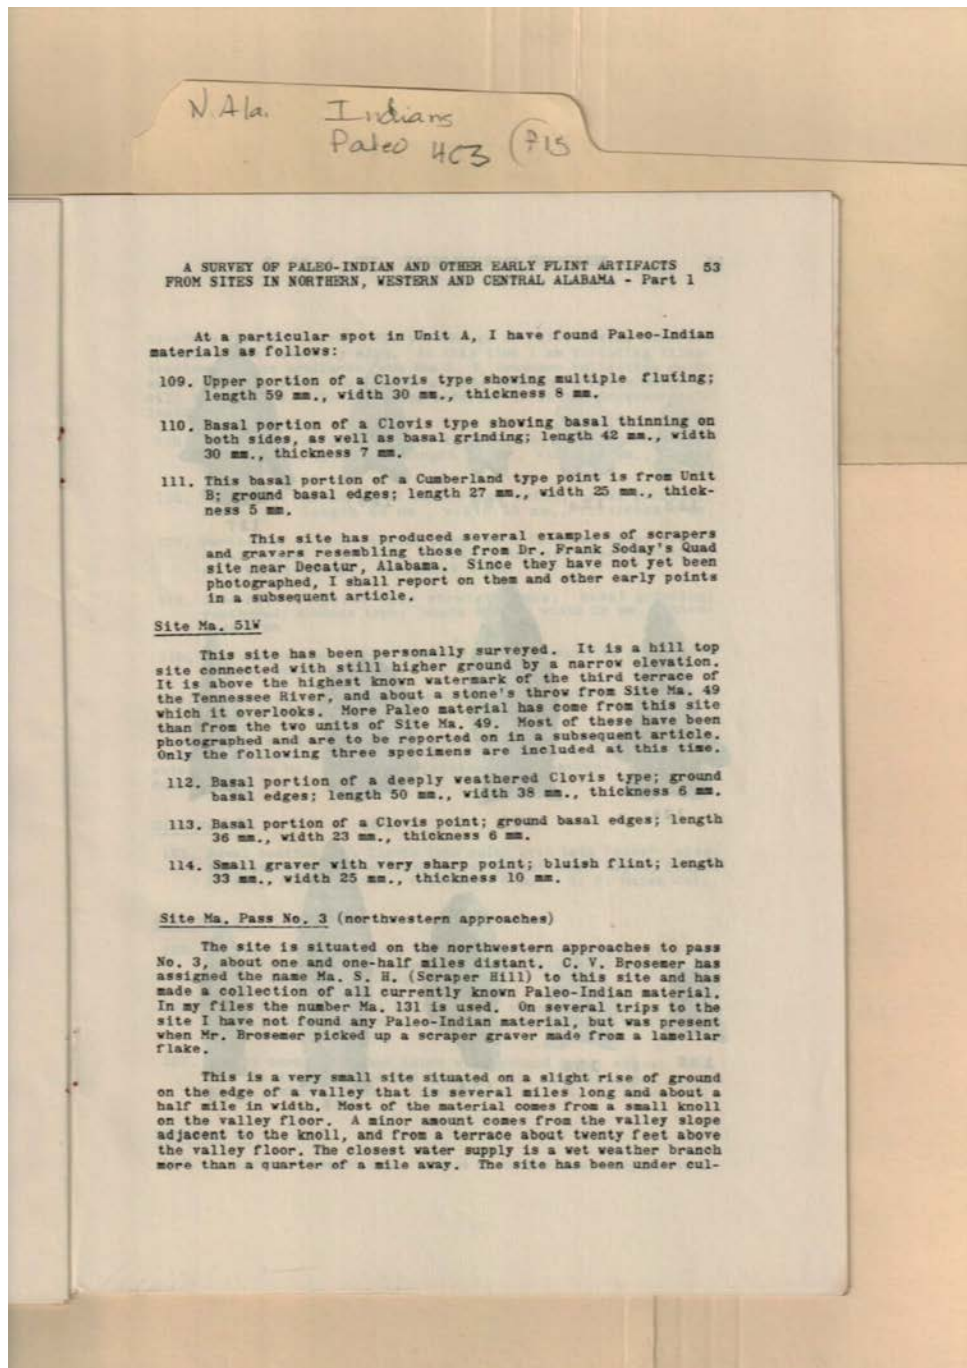 N. Ala. Indians
Paleo 4C3 P15
A SURVEY OF PALEO-INDIAN AND OTHER EARLY FLINT ARTIFACTS 53
FROM SITES IN NORTHERN, WESTERN AND CENTRAL ALABAMA - Part 1
At a particular spot in Unit A, I have found Paleo-Indian
materials as follows:
109. Upper portion of a Clovis type showing multiple fluting;
length 59 mm., width 30 mm., thickness 8 mm.
110. Basal portion of a Clovis type showing basal thinning on
both sides, as well as basal grinding; length 42 mm., width
30 mm., thickness 7 mm.
111. This basal portion of a Cumberland type point is from Unit
B; ground basal edges; length 27 mm., width 25 mm., thick-
ness 5 mm.
This site has produced several examples of scrapers
and gravers resembling those from Dr. Frank Soday's Quad
site near Decatur, Alabama. Since they have not yet been
photographed, I shall report on them and other early points
in a subsequent article.
Site Ma. 51W
This site has been personally surveyed. It is a hill top
site connected with still higher ground by a narrow elevation.
It is above the highest known watermark of the third terrace of
the Tennessee River, and about a stone's throw from Site Ma. 49
which it overlooks. More Paleo material has come from this site
than from the two units of Site Ma. 49. Most of these have been
photographed and are to be reported on in a subsequent article.
Only the following three specimens are included at this time.
112. Basal portion of a deeply weathered Clovis type; ground
basal edges; length 50 mm., width 38 mm., thickness 6 mm.
113. Basal portion of a Clovis point; ground basal edges; length
36 mm., width 23 mm., thickness 6 mm.
114. Small graver with very sharp point; bluish flint; length
33 mm., width 25 mm., thickness 10 mm.
Site Ma. Pass No. 3 (northwestern approaches)
The site is situated on the northwestern approaches to pass
No. 3, about one and one-half miles distant. C. V. Brosemer has
assigned the name Ma. S. H. (Scraper Hill) to this site and has
made a collection of all currently known Paleo-Indian material.
In my files the number Ma. 131 is used. On several trips to the
site I have not found any Paleo-Indian material, but was present
when Mr. Brosemer picked up a scraper graver made from a lamellar
flake.
This is a very small site situated on a slight rise of ground
on the edge of a valley that is several miles long and about a
half mile in width. Most of the material comes from a small knoll
on the valley floor. A minor amount comes from the valley slope
adjacent to the knoll, and from a terrace about twenty feet above
the valley floor. The closest water supply is a wet weather branch
more than a quarter of a mile away. The site has been under cul-